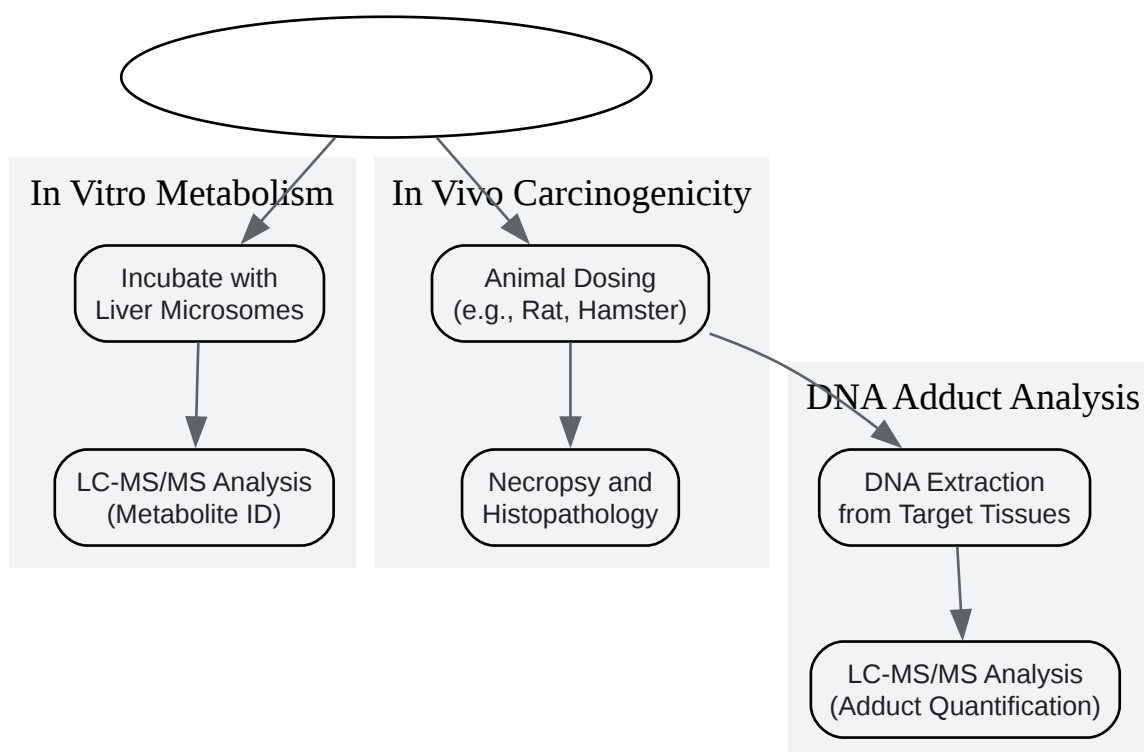 In Vitro Metabolism
Incubate with
Liver Microsomes
LC-MS/MS Analysis
(Metabolite ID)
In Vivo Carcinogenicity
Animal Dosing
(e.g., Rat, Hamster)
Necropsy and
Histopathology
DNA Adduct Analysis
DNA Extraction
from Target Tissues
LC-MS/MS Analysis
(Adduct Quantification)